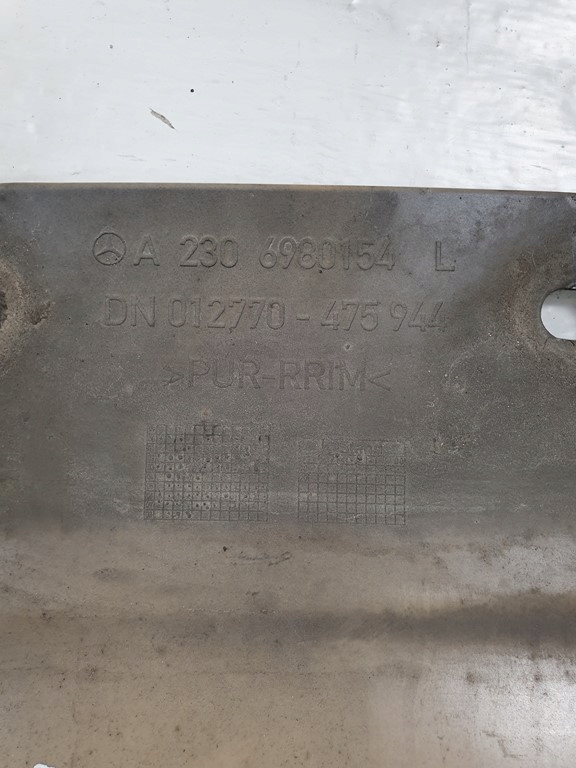 A 230 6980154 L
DN 012770 - 475 944
>PUR-RRIM<